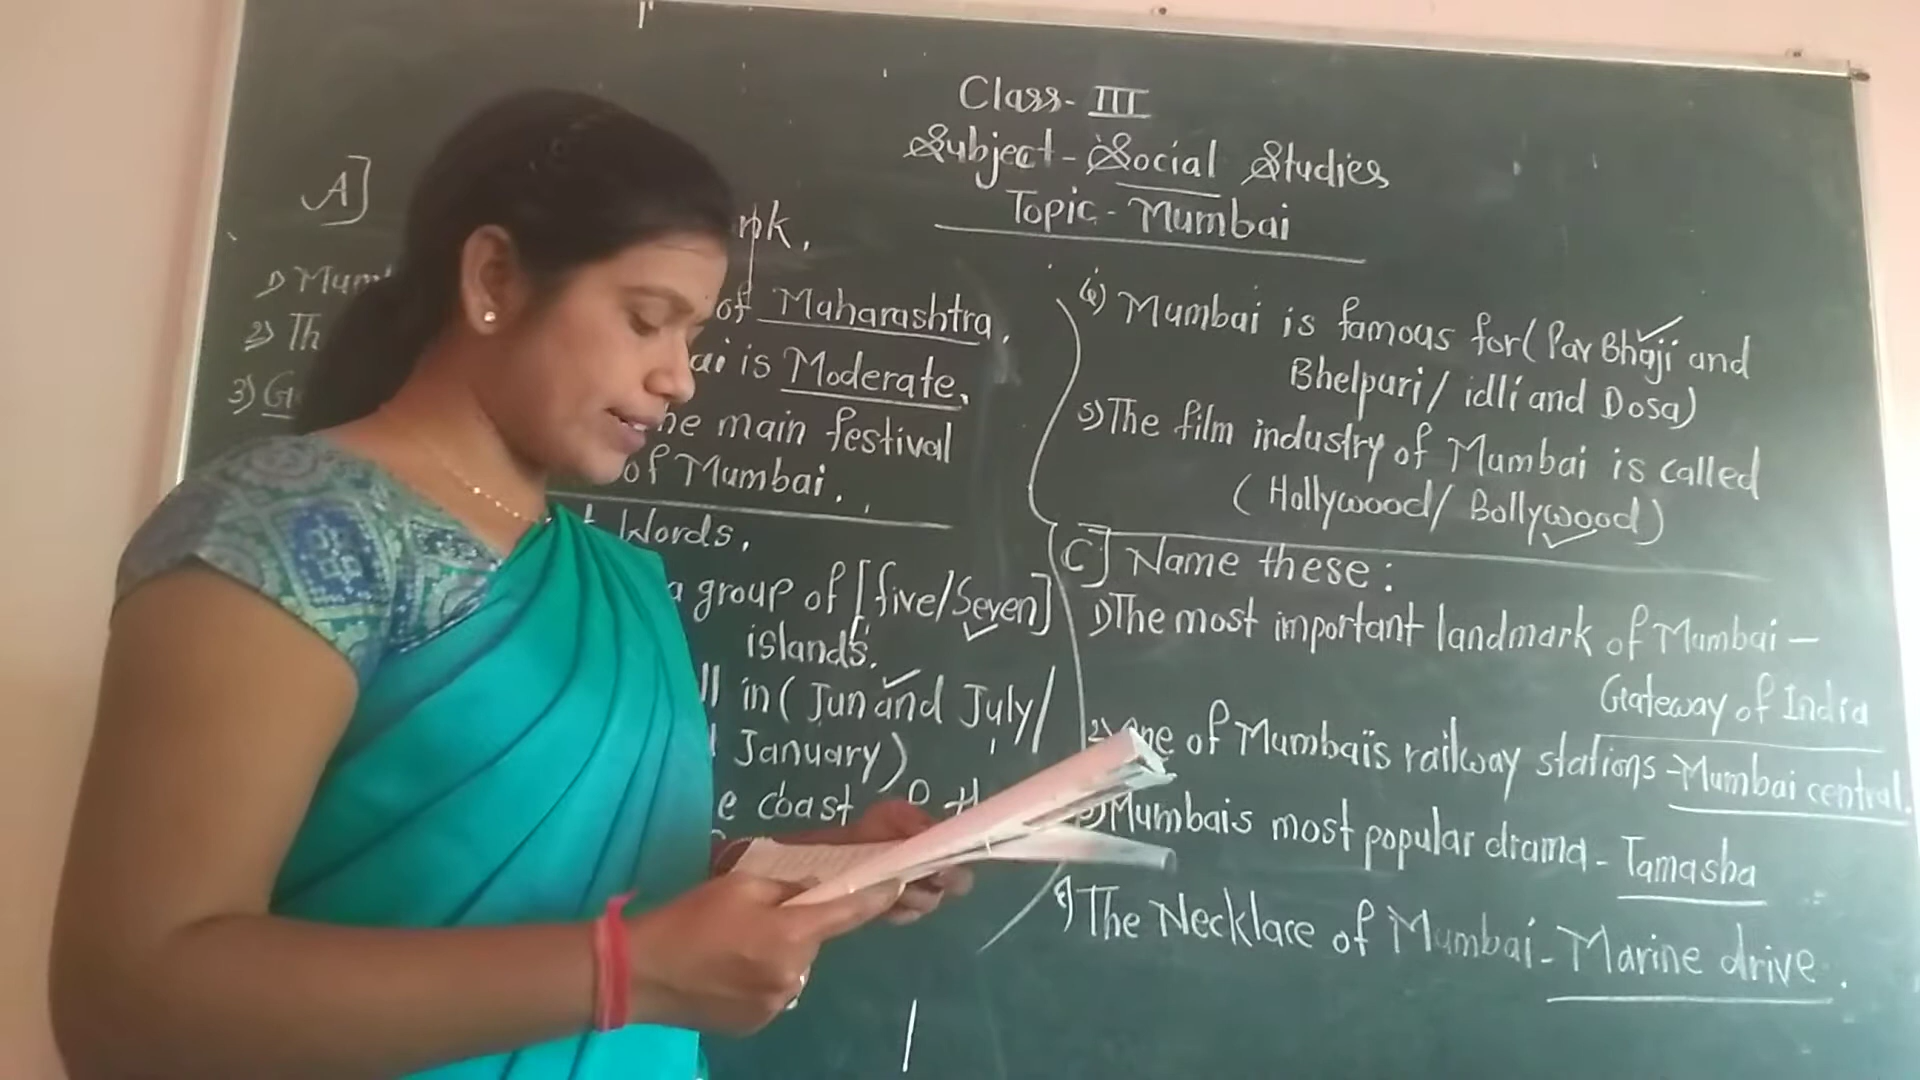 Class- III
Subject - Social Studies
Topic - Mumbai
A]
1) Mum
of Maharashtra.
2) Th
ai is Moderate.
3) G
he main festival
of Mumbai.
Words.
a group of [five/Seven]
islands.
ll in ( Jun and July/
January)
e coast
4) Mumbai is famous for ( Pav Bhaji and
Bhelpuri / idli and Dosa)
5) The film industry of Mumbai is called
( Hollywood/ Bollywood)
C] Name these :
1) The most important landmark of Mumbai -
Gateway of India
2) One of Mumbai's railway stations - Mumbai central.
3) Mumbais most popular drama - Tamasha
4) The Necklace of Mumbai - Marine drive.